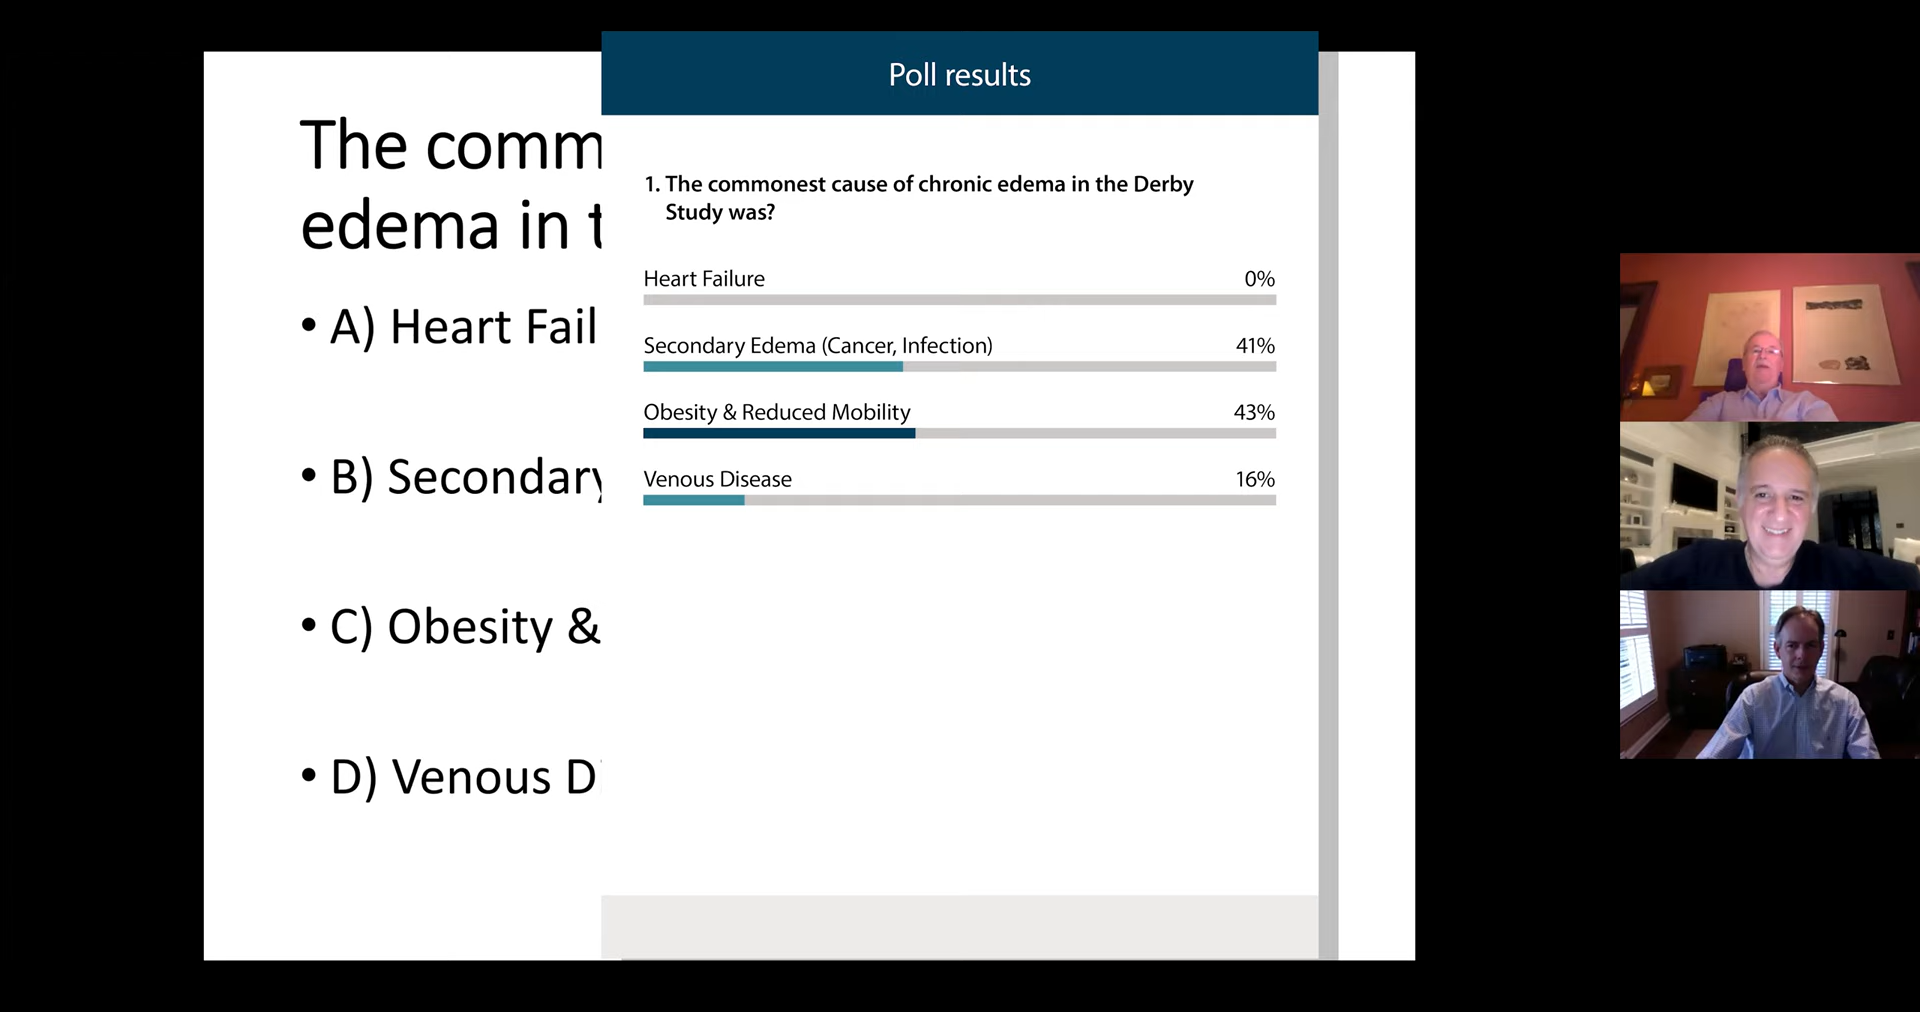 Poll results
The comm
edema in t
1. The commonest cause of chronic edema in the Derby
Study was?
Heart Failure 0%
Secondary Edema (Cancer, Infection) 41%
Obesity & Reduced Mobility 43%
Venous Disease 16%
• A) Heart Fail
• B) Secondary
• C) Obesity &
• D) Venous D